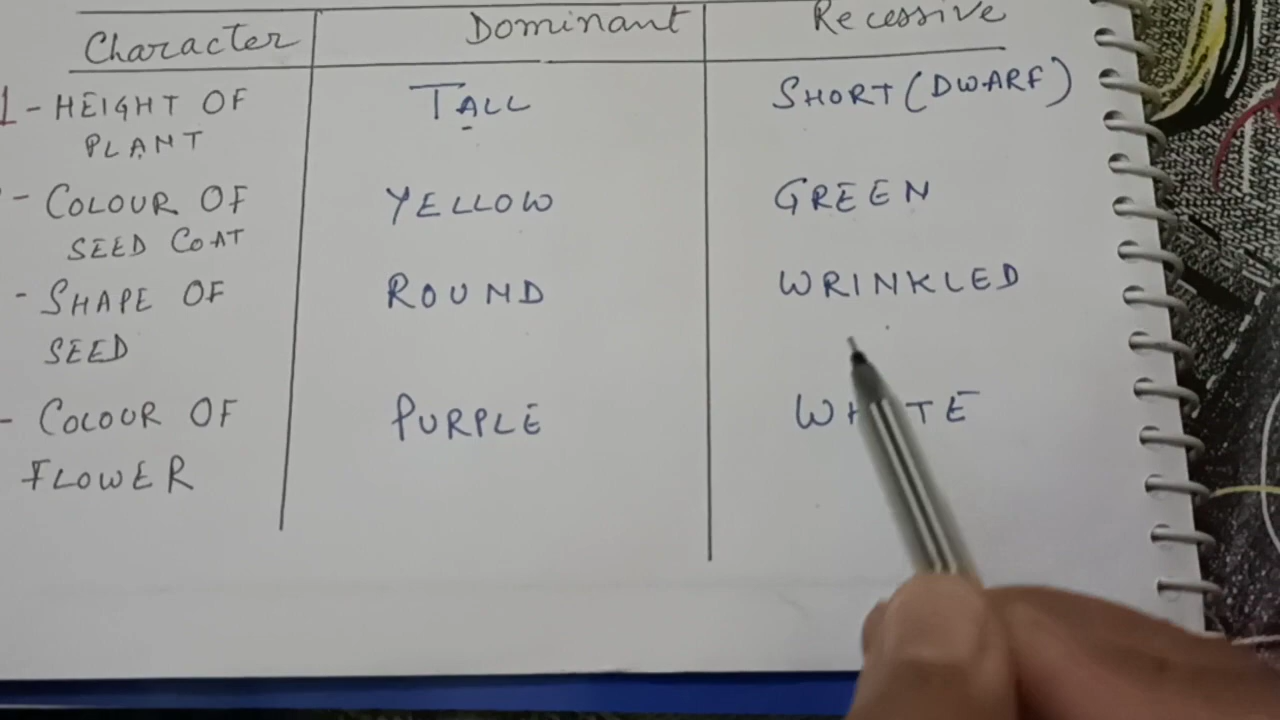 Character Dominant Recessive
1 - HEIGHT OF TALL SHORT (DWARF)
PLANT
- COLOUR OF YELLOW GREEN
SEED COAT
- SHAPE OF ROUND WRINKLED
SEED
- COLOUR OF PURPLE WHITE
FLOWER